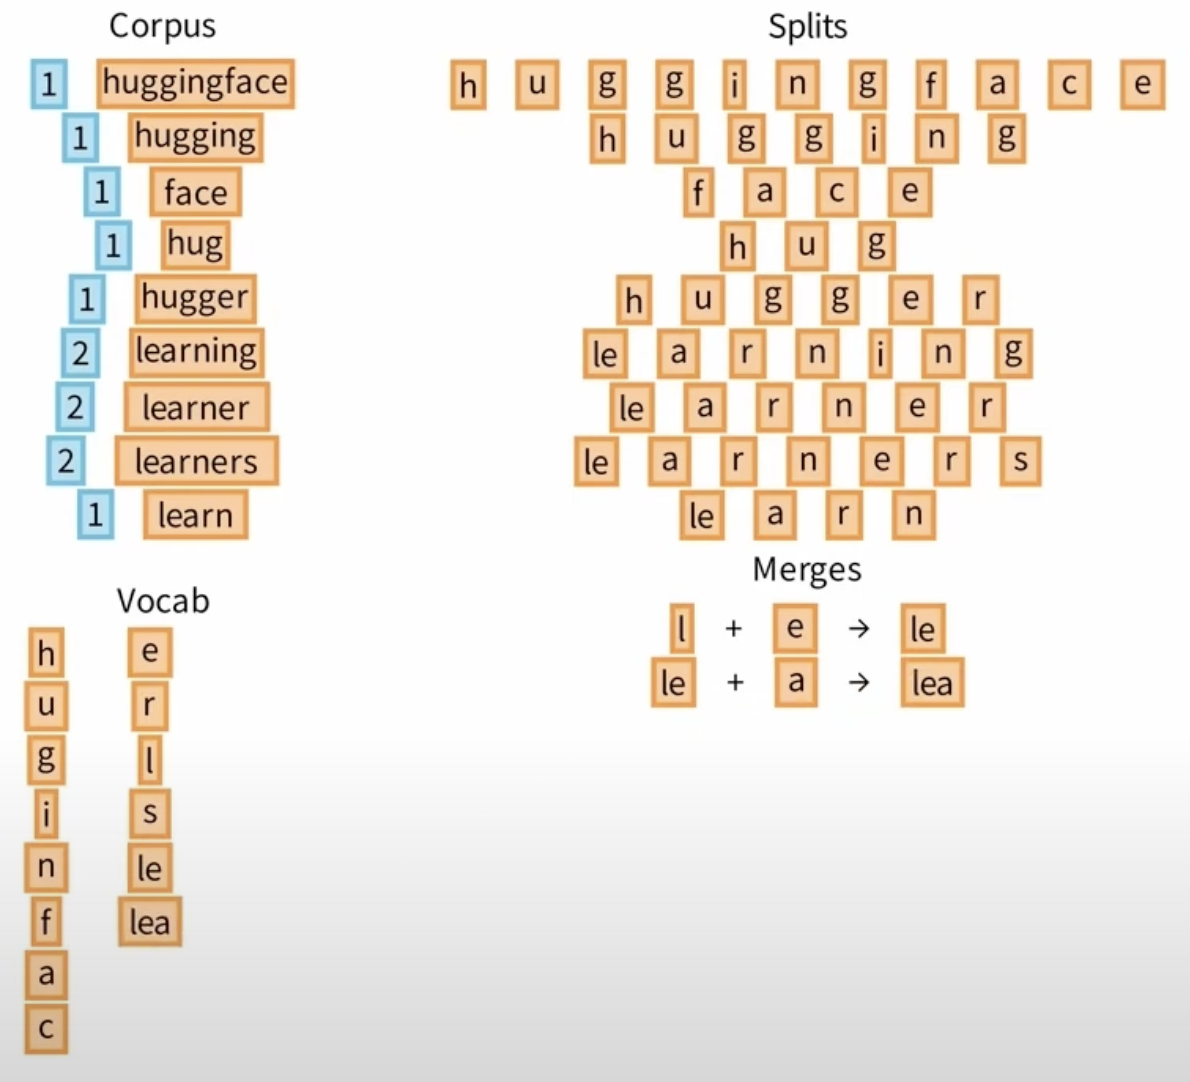 Corpus
1 huggingface
1 hugging
1 face
1 hug
1 hugger
2 learning
2 learner
2 learners
1 learn
Splits
h u g g i n g f a c e
h u g g i n g
f a c e
h u g
h u g g e r
le a r n i n g
le a r n e r
le a r n e r s
le a r n
Merges
l + e → le
le + a → lea
Vocab
h e
u r
g l
i s
n le
f lea
a
c